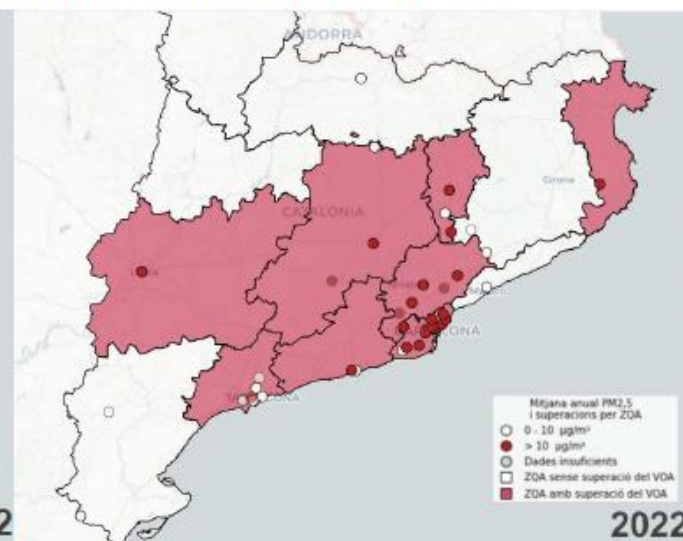 ANDORRA
Girona
CATALONIA
Mitjana anual PM2,5
i superacions per ZQA
0 - 10 µg/m³
> 10 µg/m³
Dades insuficients
ZQA sense superació del VOA
ZQA amb superació del VOA
2
2022